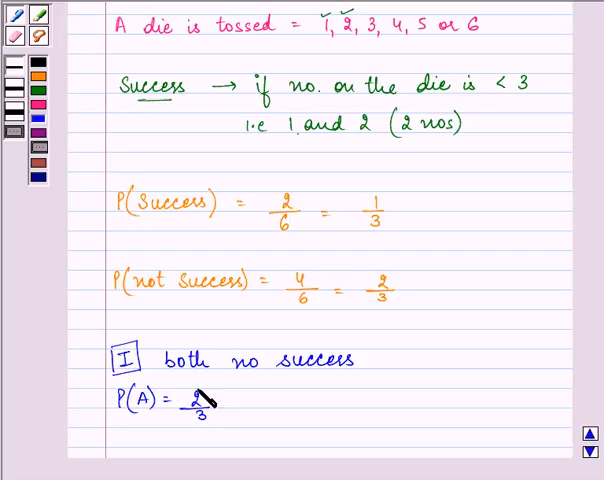 A die is tossed = 1, 2, 3, 4, 5 or 6
Success → if no. on the die is < 3
i.e 1 and 2 (2 nos)
P(Success) = 2/6 = 1/3
P(not success) = 4/6 = 2/3
I both no success
P(A) = 2/3